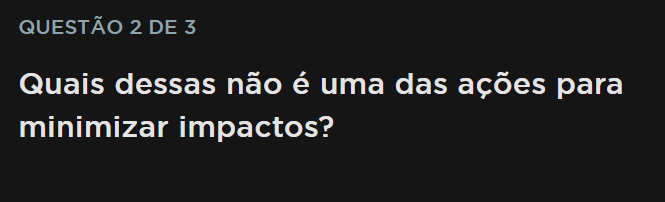 QUESTÃO 2 DE 3
Quais dessas não é uma das ações para
minimizar impactos?